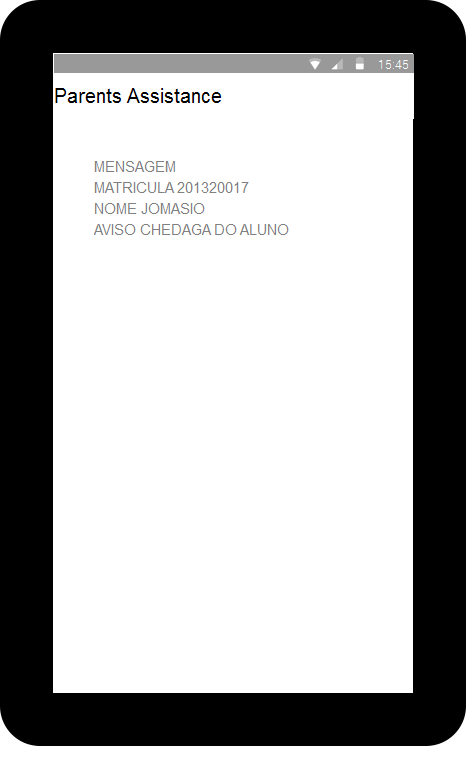 15:45
Parents Assistance
MENSAGEM
MATRICULA 201320017
NOME JOMASIO
AVISO CHEDAGA DO ALUNO